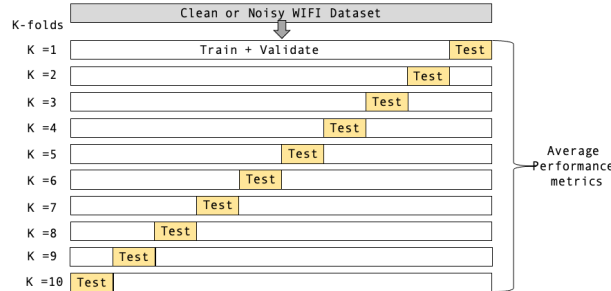 Clean or Noisy WIFI Dataset
K-folds
K =1 Train + Validate Test
K =2 Test
K =3 Test
K =4 Test
K =5 Test
K =6 Test
K =7 Test
K =8 Test
K =9 Test
K =10 Test
Average
Performance
metrics